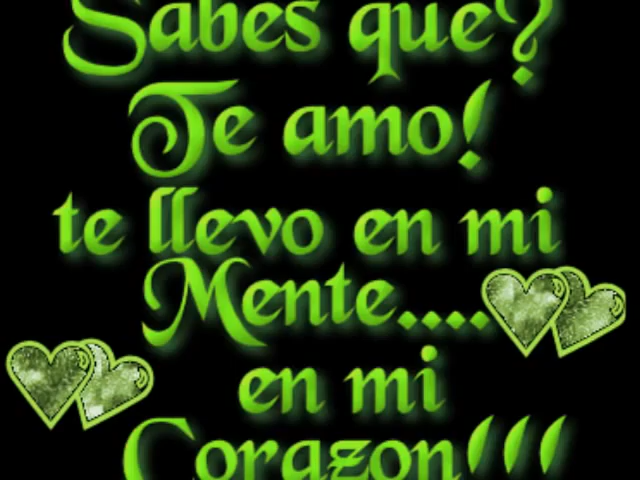 Sabes que?
Te amo!
te llevo en mi
Mente....
en mi
Corazon!!!